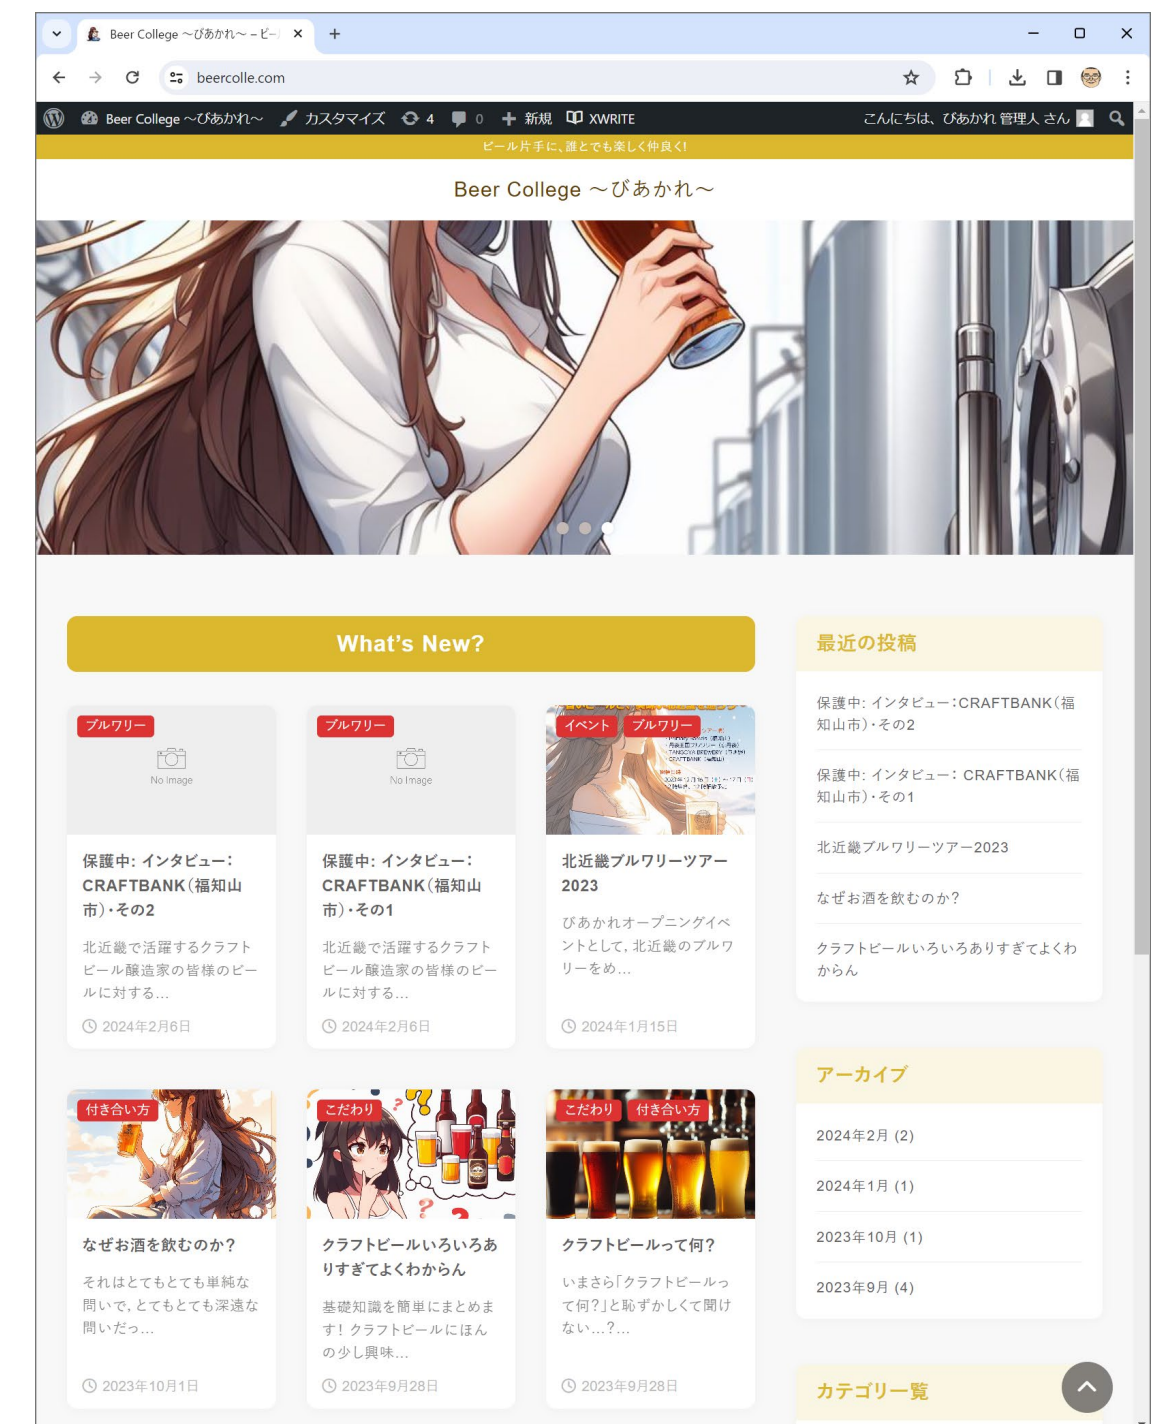 Beer College ～びあかれ～ – ビー
beercolle.com
Beer College ～びあかれ～ カスタマイズ 4 0 新規 XWRITE こんにちは、びあかれ 管理人 さん
ビール片手に、誰とでも楽しく仲良く!
Beer College ～びあかれ～
What's New?
ブルワリー
No Image
保護中: インタビュー：
CRAFTBANK（福知山
市）・その2
北近畿で活躍するクラフト
ビール醸造家の皆様のビー
ルに対する...
2024年2月6日
ブルワリー
No Image
保護中: インタビュー：
CRAFTBANK（福知山
市）・その1
北近畿で活躍するクラフト
ビール醸造家の皆様のビー
ルに対する...
2024年2月6日
イベント ブルワリー
北近畿ブルワリーツアー
2023
びあかれオープニングイベ
ントとして，北近畿のブルワ
リーをめ...
2024年1月15日
付き合い方
なぜお酒を飲むのか？
それはとてもとても単純な
問いで，とてもとても深遠な
問いだっ...
2023年10月1日
こだわり
クラフトビールいろいろあ
りすぎてよくわからん
基礎知識を簡単にまとめま
す！ クラフトビールにほん
の少し興味...
2023年9月28日
こだわり 付き合い方
クラフトビールって何？
いまさら「クラフトビールっ
て何？」と恥ずかしくて聞け
ない...？...
2023年9月28日
最近の投稿
保護中: インタビュー：CRAFTBANK（福
知山市）・その2
保護中: インタビュー： CRAFTBANK（福
知山市）・その1
北近畿ブルワリーツアー2023
なぜお酒を飲むのか？
クラフトビールいろいろありすぎてよくわ
からん
アーカイブ
2024年2月 (2)
2024年1月 (1)
2023年10月 (1)
2023年9月 (4)
カテゴリー覧